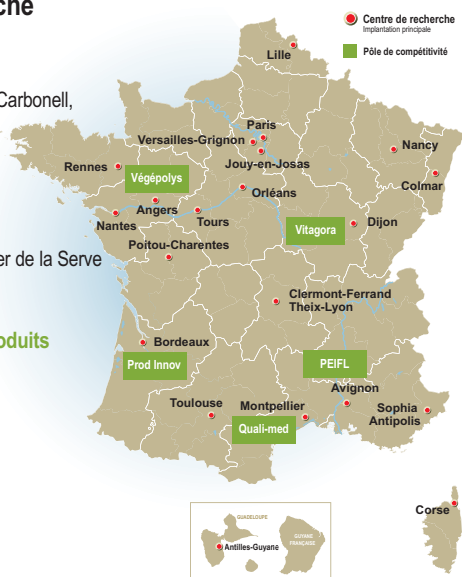 che
Centre de recherche
Implantation principale
Pôle de compétitivité
Lille
Carbonell,
Paris
Versailles-Grignon
Jouy-en-Josas
Nancy
Rennes
Végépolys
Colmar
Orléans
Angers
Tours
Nantes
Vitagora
Dijon
Poitou-Charentes
er de la Serve
Clermont-Ferrand
Theix-Lyon
oduits
Bordeaux
Prod Innov
PEIFL
Avignon
Toulouse
Montpellier
Sophia
Antipolis
Quali-med
Corse
GUADELOUPE
GUYANE
FRANÇAISE
Antilles-Guyane